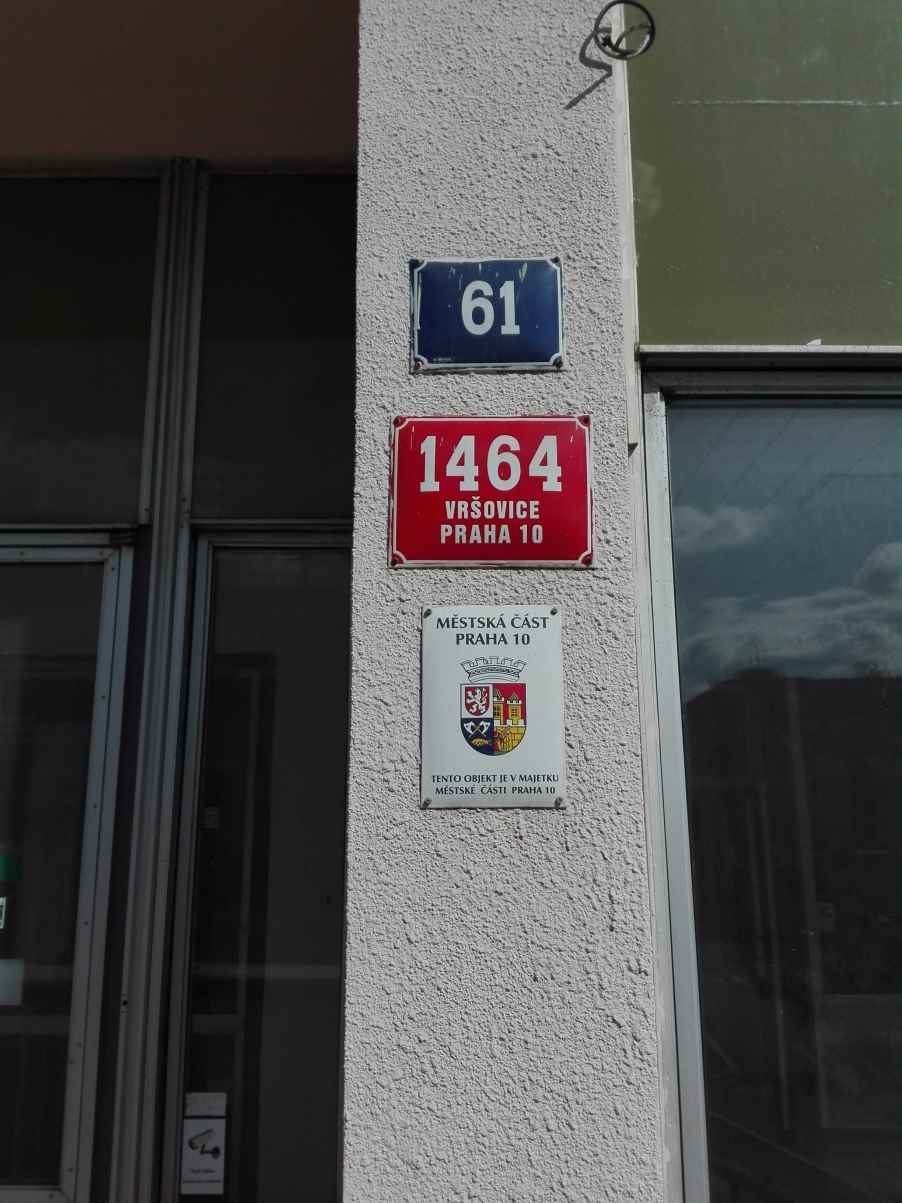 61
1464
VRŠOVICE
PRAHA 10
MĚSTSKÁ ČÁST
PRAHA 10
TENTO OBJEKT JE V MAJETKU
MĚSTSKÉ ČÁSTI PRAHA 10